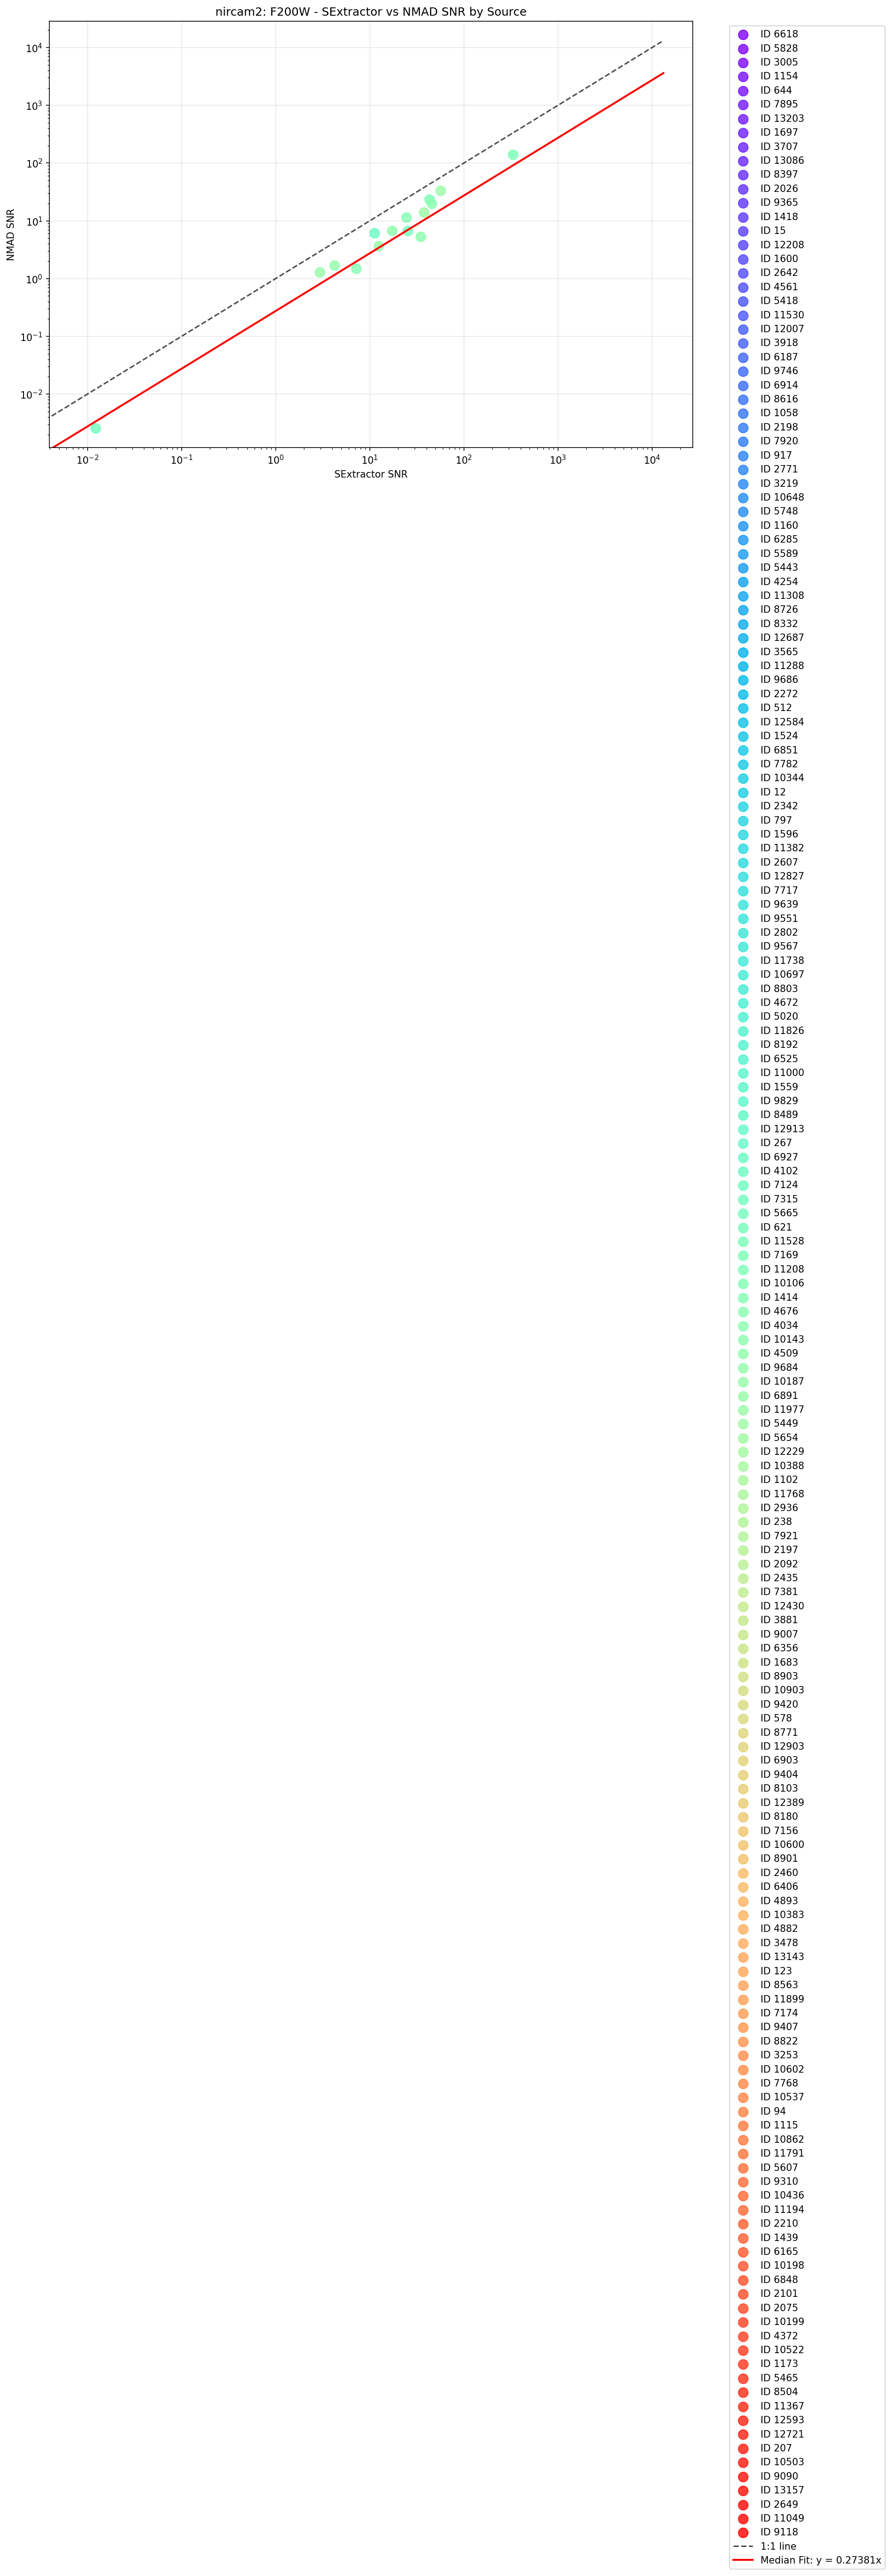 nircam2: F200W - SExtractor vs NMAD SNR by Source
NMAD SNR
10^4
10^3
10^2
10^1
10^0
10^-1
10^-2
10^-2 10^-1 10^0 10^1 10^2 10^3 10^4
SExtractor SNR
ID 6618
ID 5828
ID 3005
ID 1154
ID 644
ID 7895
ID 13203
ID 1697
ID 3707
ID 13086
ID 8397
ID 2026
ID 9365
ID 1418
ID 15
ID 12208
ID 1600
ID 2642
ID 4561
ID 5418
ID 11530
ID 12007
ID 3918
ID 6187
ID 9746
ID 6914
ID 8616
ID 1058
ID 2198
ID 7920
ID 917
ID 2771
ID 3219
ID 10648
ID 5748
ID 1160
ID 6285
ID 5589
ID 5443
ID 4254
ID 11308
ID 8726
ID 8332
ID 12687
ID 3565
ID 11288
ID 9686
ID 2272
ID 512
ID 12584
ID 1524
ID 6851
ID 7782
ID 10344
ID 12
ID 2342
ID 797
ID 1596
ID 11382
ID 2607
ID 12827
ID 7717
ID 9639
ID 9551
ID 2802
ID 9567
ID 11738
ID 10697
ID 8803
ID 4672
ID 5020
ID 11826
ID 8192
ID 6525
ID 11000
ID 1559
ID 9829
ID 8489
ID 12913
ID 267
ID 6927
ID 4102
ID 7124
ID 7315
ID 5665
ID 621
ID 11528
ID 7169
ID 11208
ID 10106
ID 1414
ID 4676
ID 4034
ID 10143
ID 4509
ID 9684
ID 10187
ID 6891
ID 11977
ID 5449
ID 5654
ID 12229
ID 10388
ID 1102
ID 11768
ID 2936
ID 238
ID 7921
ID 2197
ID 2092
ID 2435
ID 7381
ID 12430
ID 3881
ID 9007
ID 6356
ID 1683
ID 8903
ID 10903
ID 9420
ID 578
ID 8771
ID 12903
ID 6903
ID 9404
ID 8103
ID 12389
ID 8180
ID 7156
ID 10600
ID 8901
ID 2460
ID 6406
ID 4893
ID 10383
ID 4882
ID 3478
ID 13143
ID 123
ID 8563
ID 11899
ID 7174
ID 9407
ID 8822
ID 3253
ID 10602
ID 7768
ID 10537
ID 94
ID 1115
ID 10862
ID 11791
ID 5607
ID 9310
ID 10436
ID 11194
ID 2210
ID 1439
ID 6165
ID 10198
ID 6848
ID 2101
ID 2075
ID 10199
ID 4372
ID 10522
ID 1173
ID 5465
ID 8504
ID 11367
ID 12593
ID 12721
ID 207
ID 10503
ID 9090
ID 13157
ID 2649
ID 11049
ID 9118
1:1 line
Median Fit: y = 0.27381x